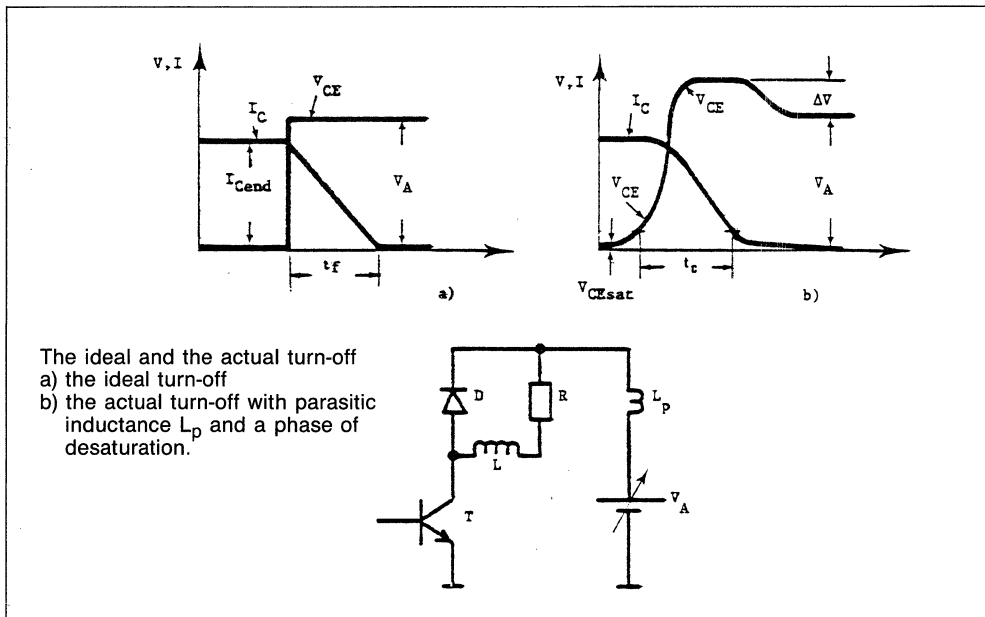 V,I
V_CE
I_C
I_Cend
V_A
t_f
a)
V,I
I_C
V_CE
ΔV
V_CE
V_A
t_c
V_CEsat
b)
The ideal and the actual turn-off
a) the ideal turn-off
b) the actual turn-off with parasitic
inductance L_p and a phase of
desaturation.
D
R
L_p
L
T
V_A